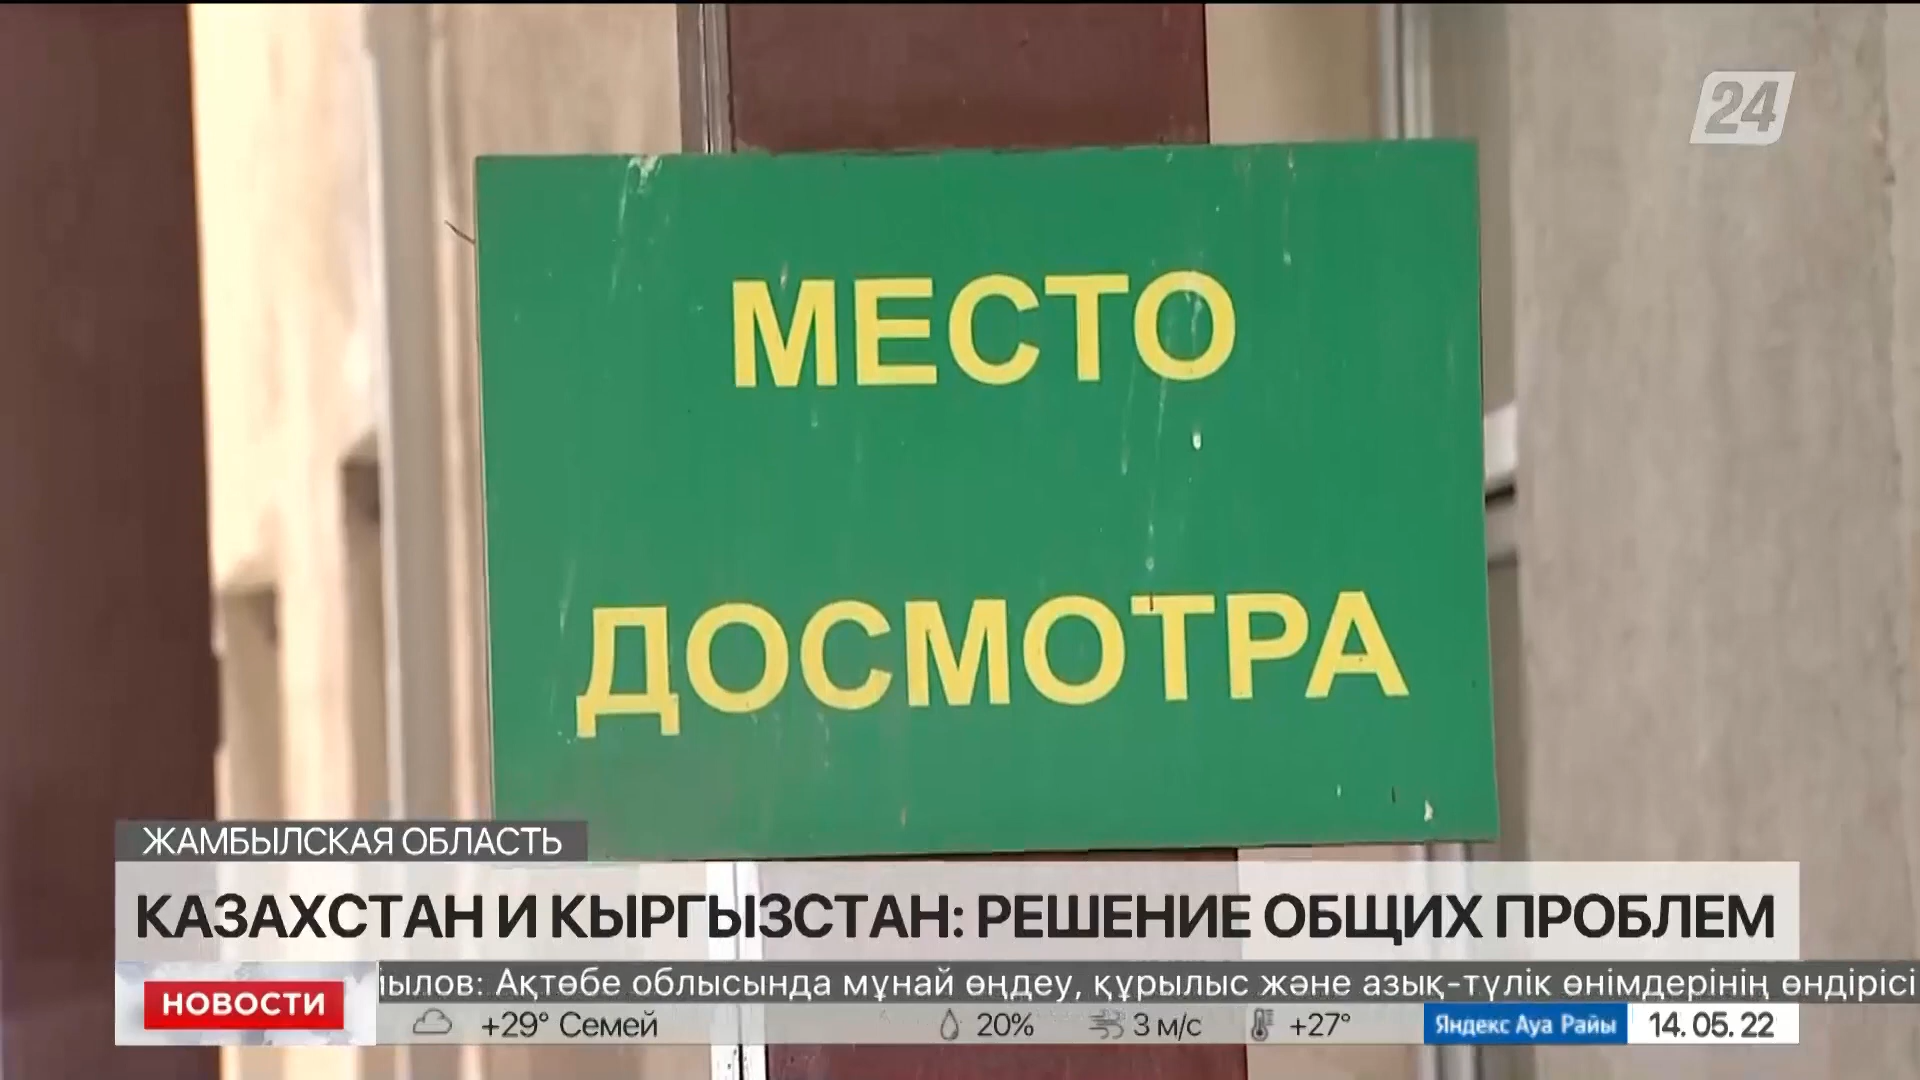 24
МЕСТО
ДОСМОТРА
ЖАМБЫЛСКАЯ ОБЛАСТЬ
КАЗАХСТАН И КЫРГЫЗСТАН: РЕШЕНИЕ ОБЩИХ ПРОБЛЕМ
йылов: Ақтөбе облысында мұнай өңдеу, құрылыс және азық-түлік өнімдерінің өндірісі
НОВОСТИ
+29° Семей 20% 3 м/с +27° Яндекс Ауа Райы 14. 05. 22